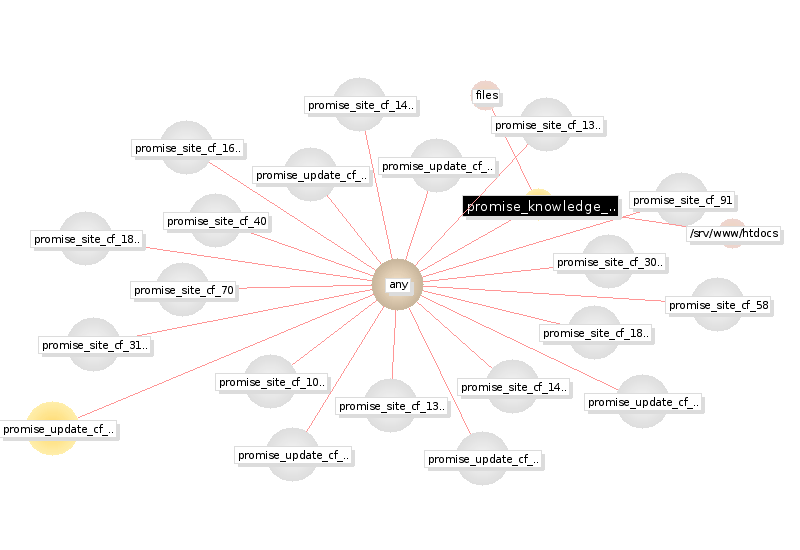 files
promise_site_cf_14..
promise_site_cf_13..
promise_site_cf_16..
promise_update_cf_..
promise_update_cf_..
promise_site_cf_91
promise_knowledge_..
promise_site_cf_40
/srv/www/htdocs
promise_site_cf_18..
promise_site_cf_30..
any
promise_site_cf_70
promise_site_cf_58
promise_site_cf_18..
promise_site_cf_31..
promise_site_cf_10..
promise_site_cf_14..
promise_update_cf_..
promise_site_cf_13..
promise_update_cf_..
promise_update_cf_..
promise_update_cf_..